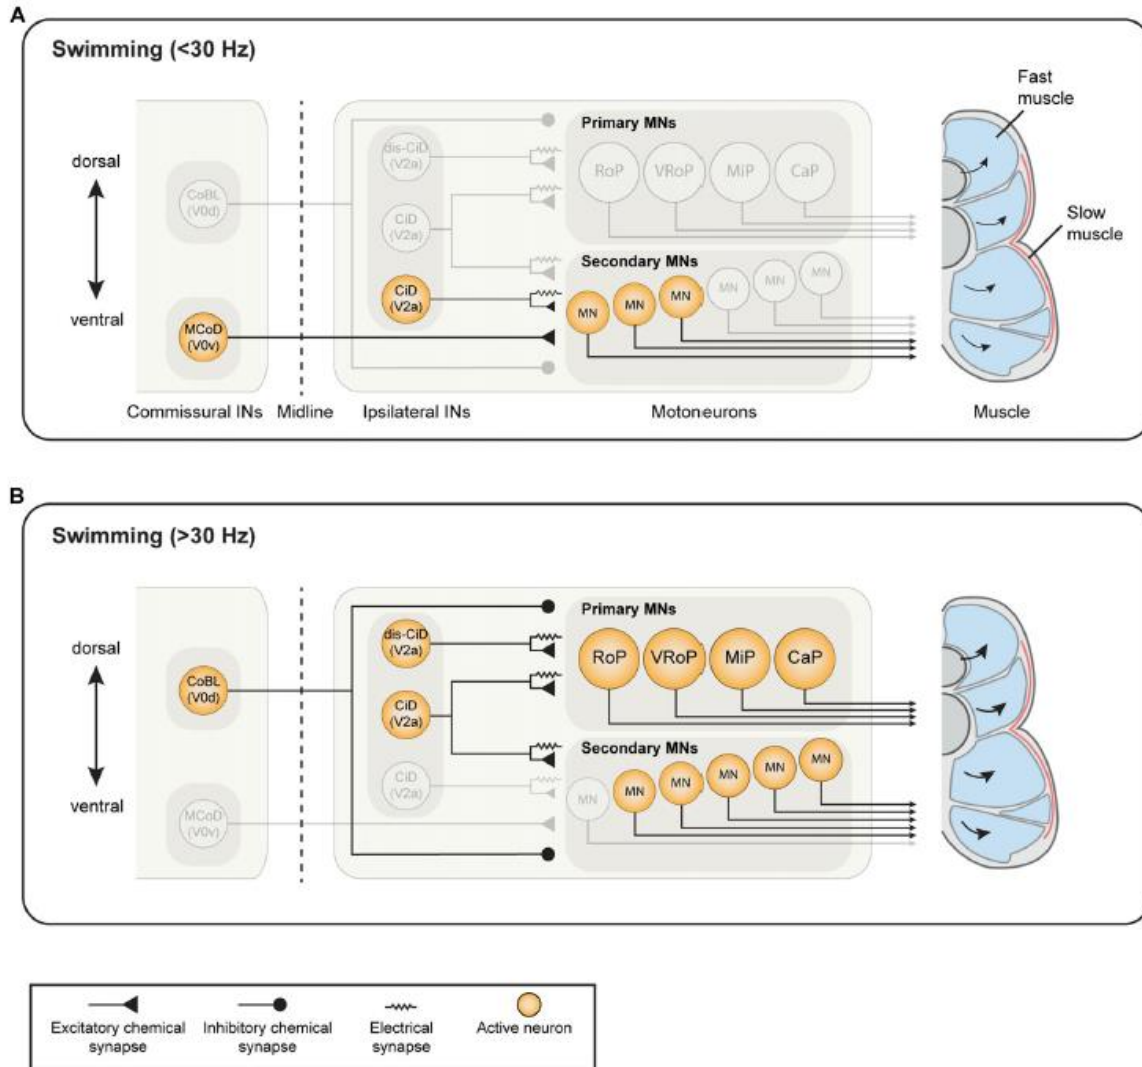 A
Swimming (<30 Hz)
dorsal
ventral
CoBL
(V0d)
MCoD
(V0v)
dis-CiD
(V2a)
CiD
(V2a)
CiD
(V2a)
Primary MNs
RoP VRoP MiP CaP
Secondary MNs
MN MN MN MN MN MN
Fast
muscle
Slow
muscle
Commissural INs Midline Ipsilateral INs Motoneurons Muscle
B
Swimming (>30 Hz)
dorsal
ventral
CoBL
(V0d)
MCoD
(V0v)
dis-CiD
(V2a)
CiD
(V2a)
CiD
(V2a)
Primary MNs
RoP VRoP MiP CaP
Secondary MNs
MN MN MN MN MN MN
Excitatory chemical
synapse
Inhibitory chemical
synapse
Electrical
synapse
Active neuron